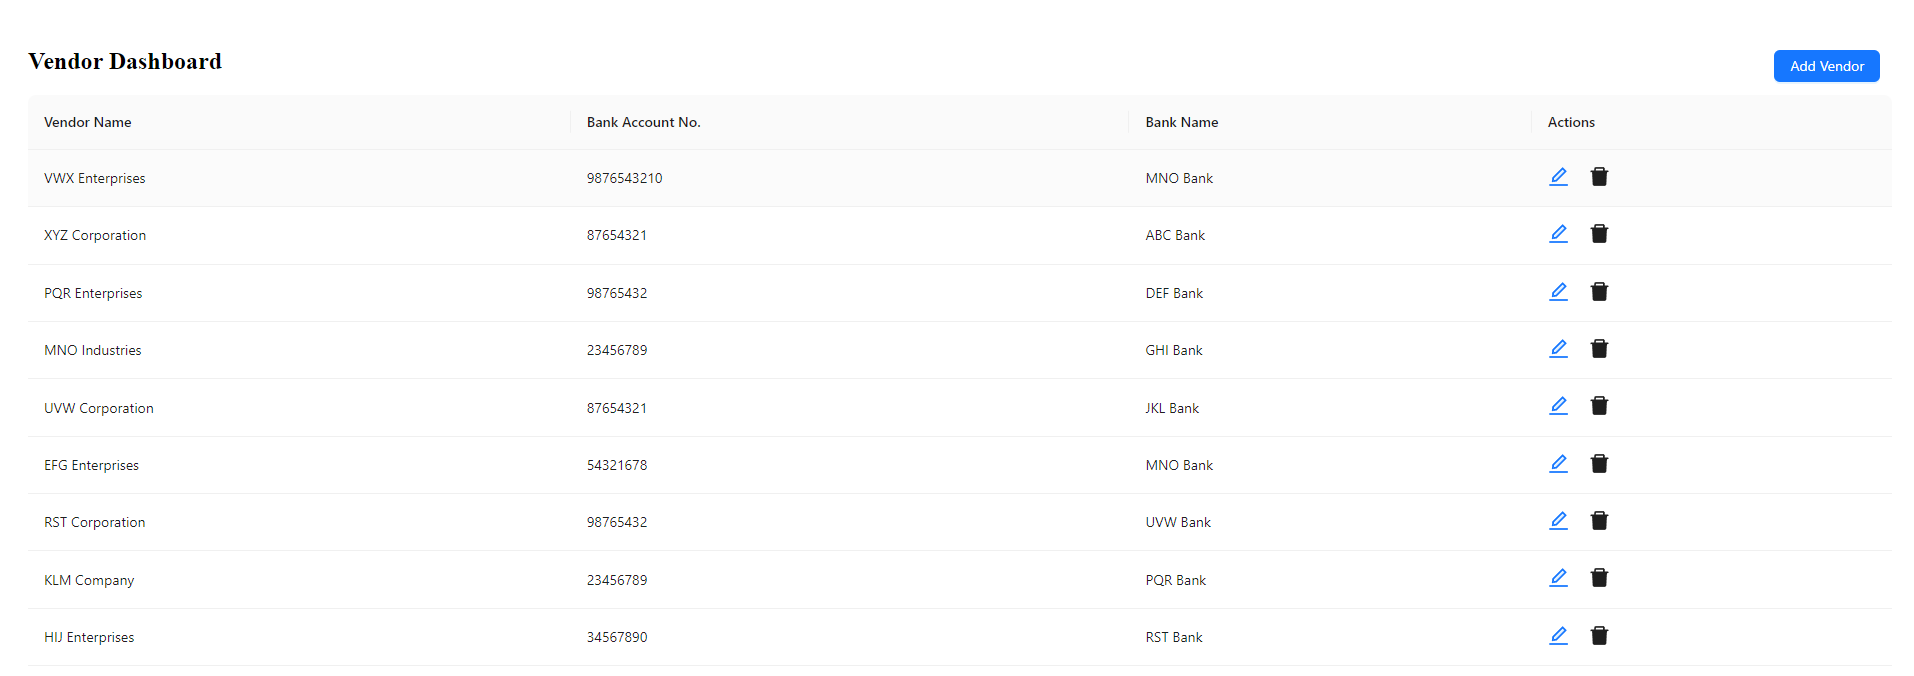 Vendor Dashboard
Add Vendor
Vendor Name Bank Account No. Bank Name Actions
VWX Enterprises 9876543210 MNO Bank
XYZ Corporation 87654321 ABC Bank
PQR Enterprises 98765432 DEF Bank
MNO Industries 23456789 GHI Bank
UVW Corporation 87654321 JKL Bank
EFG Enterprises 54321678 MNO Bank
RST Corporation 98765432 UVW Bank
KLM Company 23456789 PQR Bank
HIJ Enterprises 34567890 RST Bank